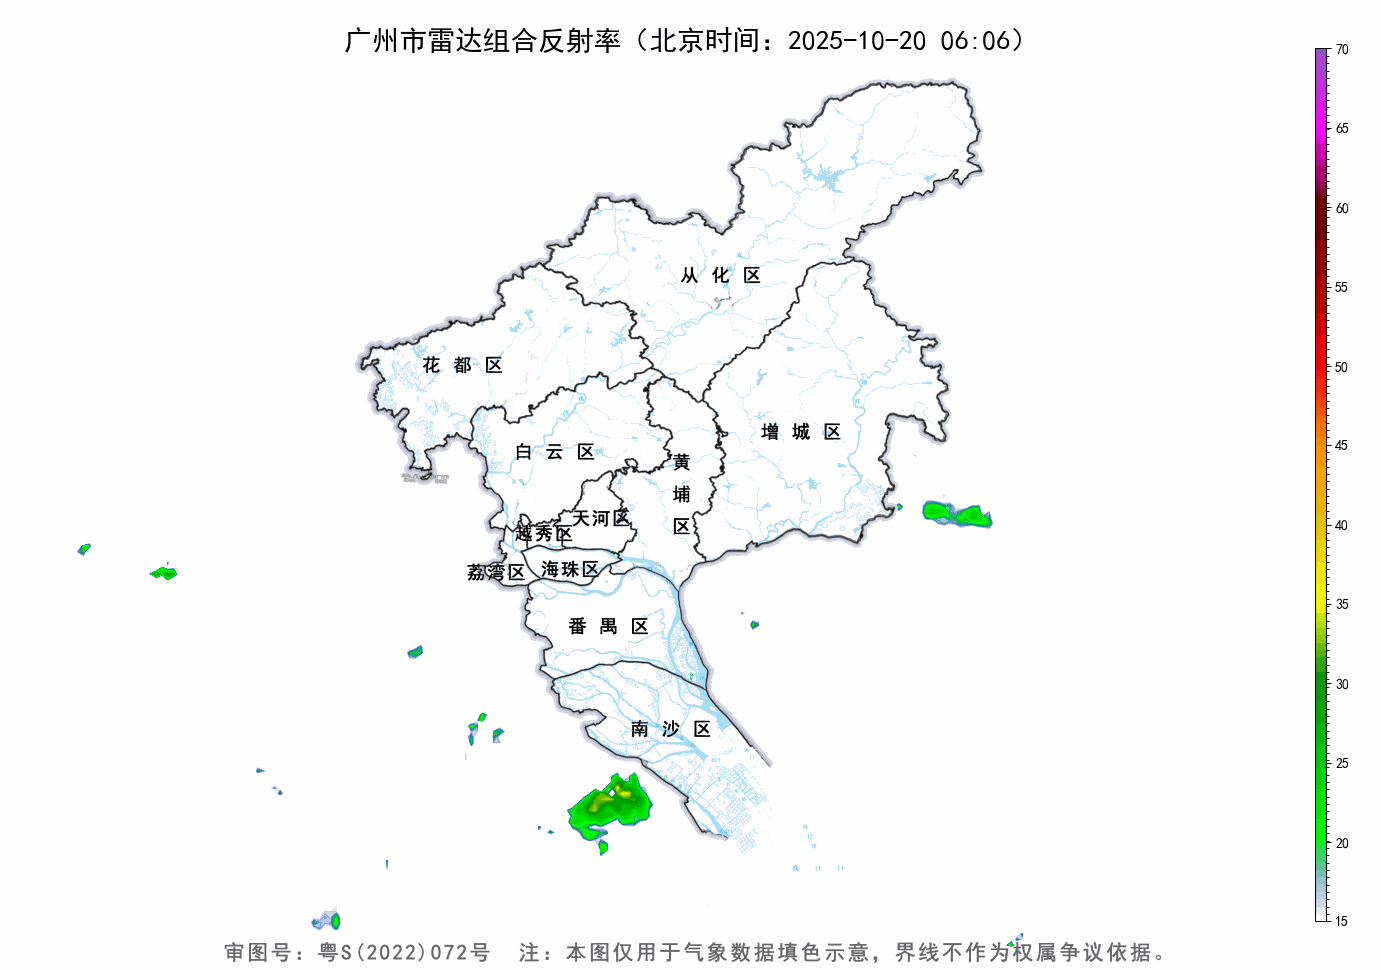 广州市雷达组合反射率（北京时间：2025-10-20 06:06）
70
65
60
55
50
45
40
35
30
25
20
15
从化区
花都区
增城区
白云区
黄埔区
天河区
越秀区
荔湾区
海珠区
番禺区
南沙区
审图号：粤S(2022)072号 注：本图仅用于气象数据填色示意，界线不作为权属争议依据。